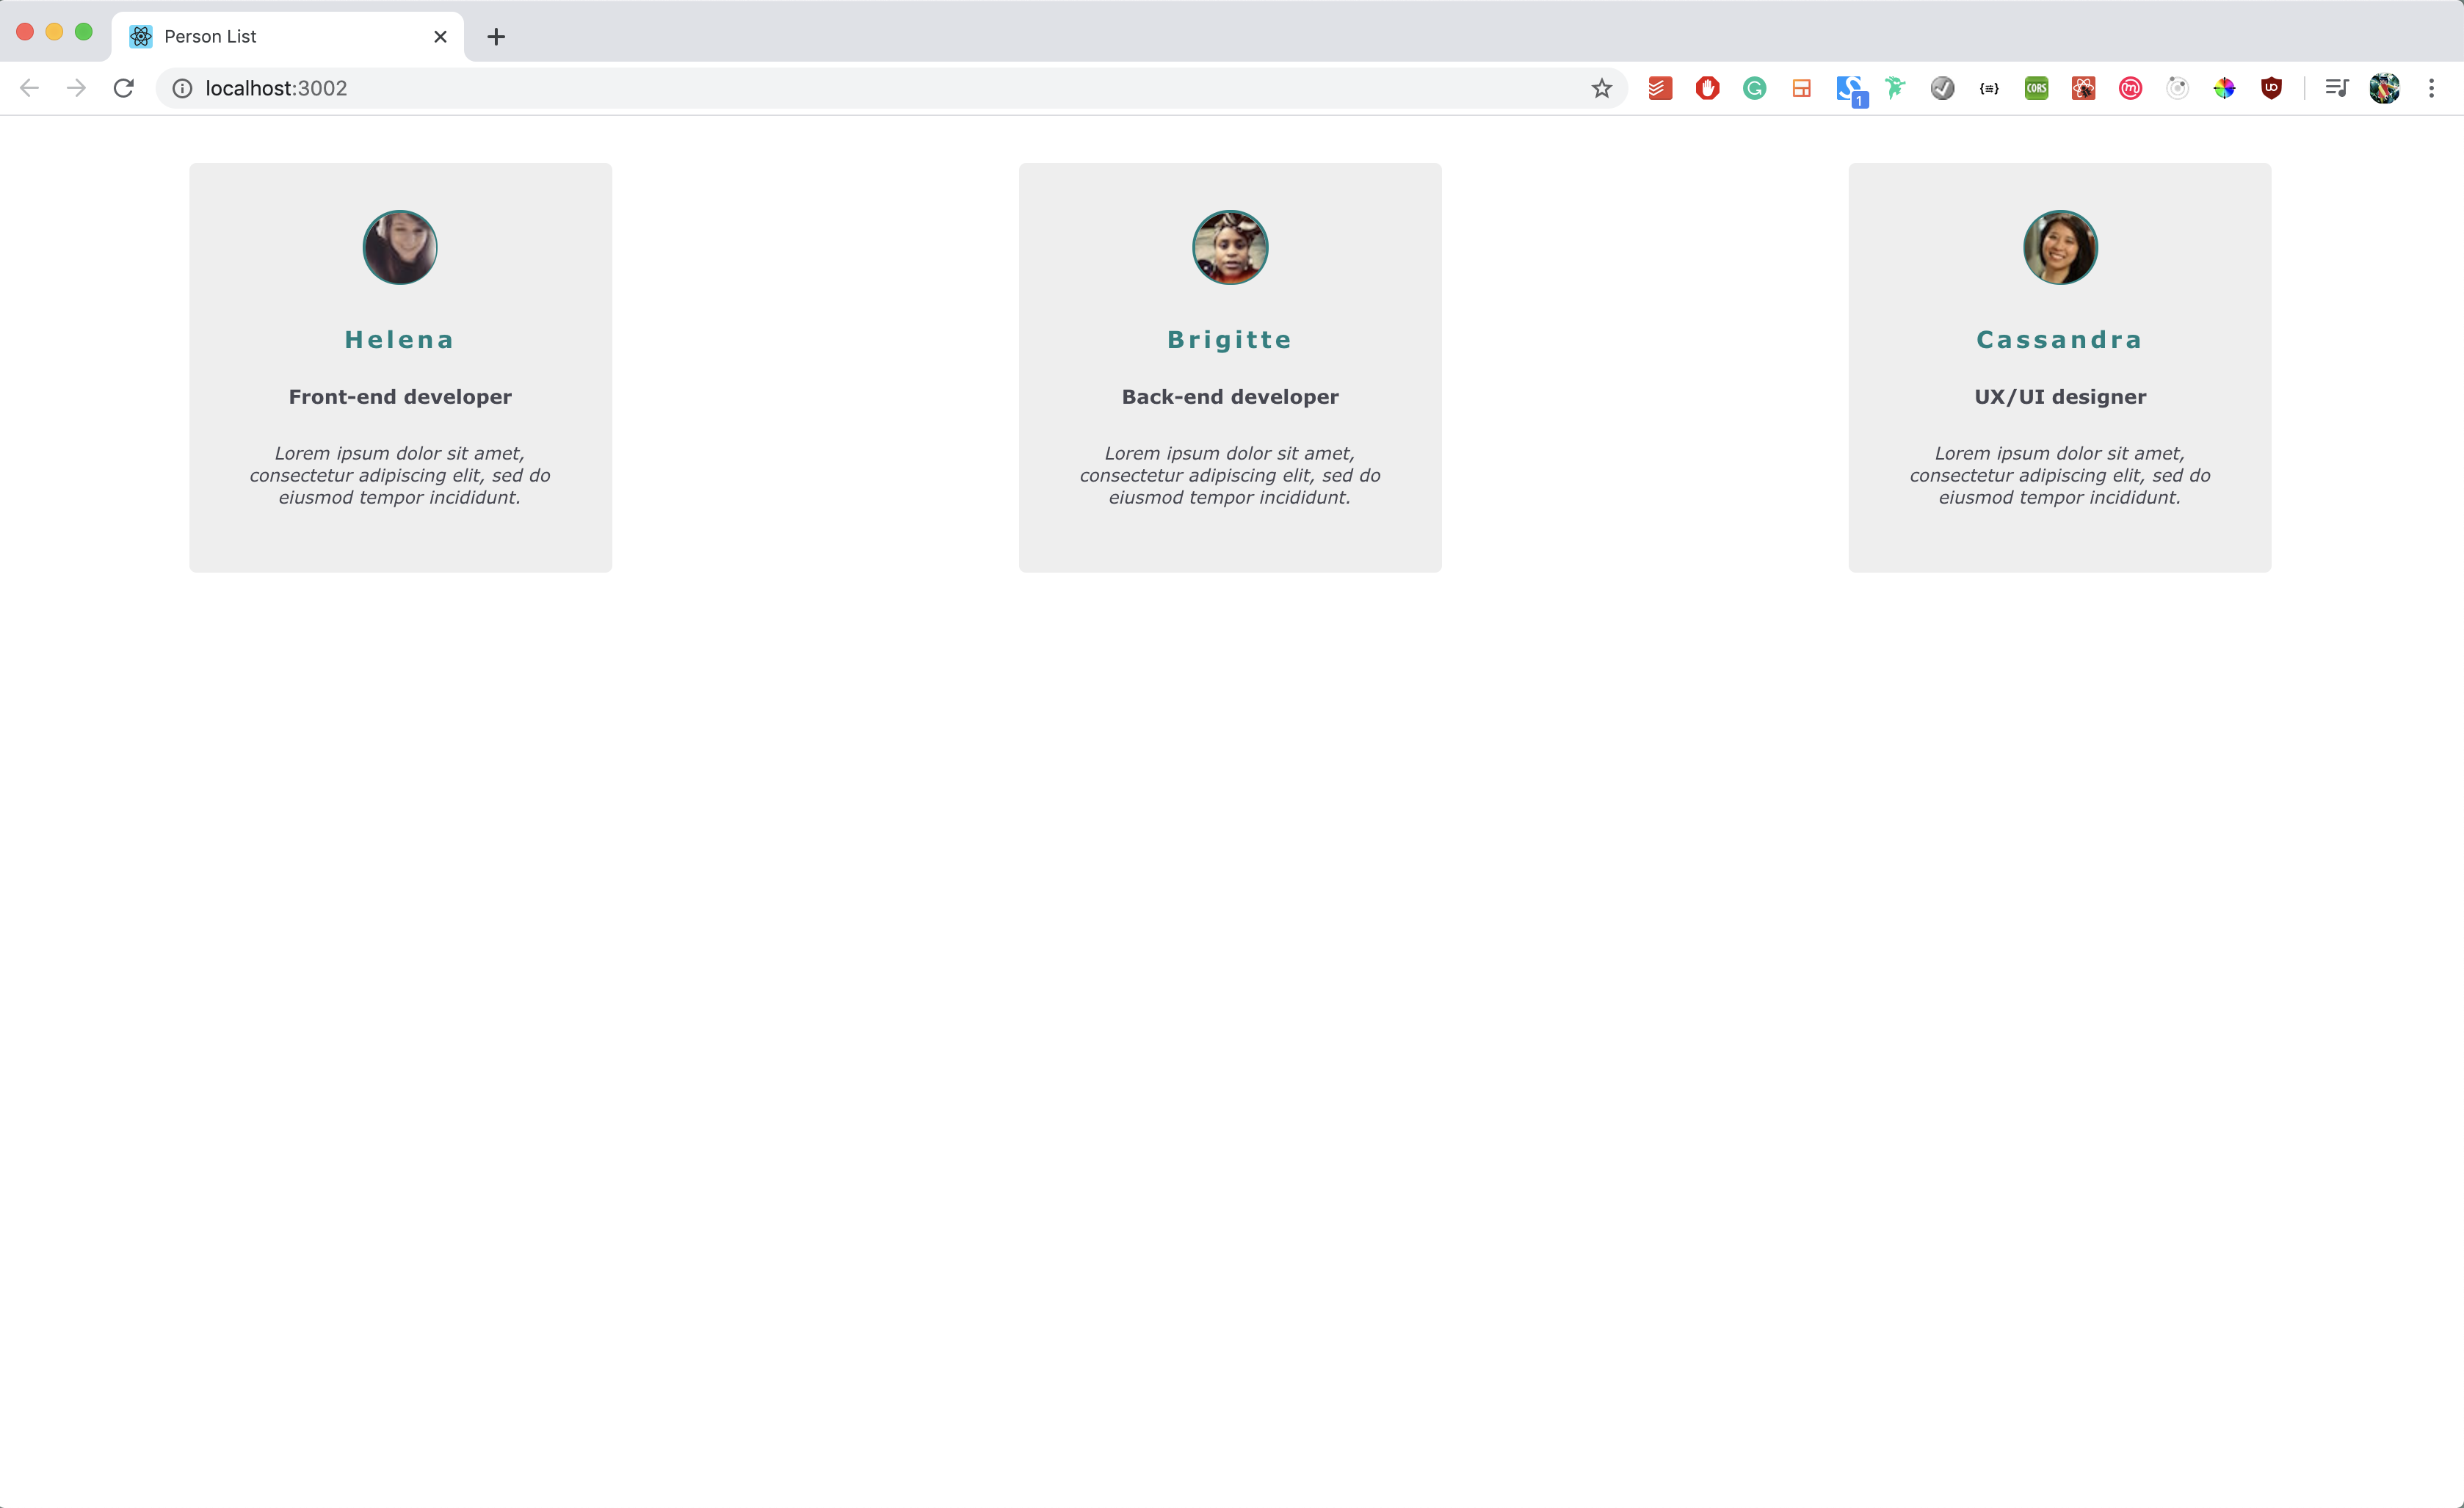 Person List
localhost:3002
1
{≡}
CORS
Helena
Front-end developer
Lorem ipsum dolor sit amet,
consectetur adipiscing elit, sed do
eiusmod tempor incididunt.
Brigitte
Back-end developer
Lorem ipsum dolor sit amet,
consectetur adipiscing elit, sed do
eiusmod tempor incididunt.
Cassandra
UX/UI designer
Lorem ipsum dolor sit amet,
consectetur adipiscing elit, sed do
eiusmod tempor incididunt.